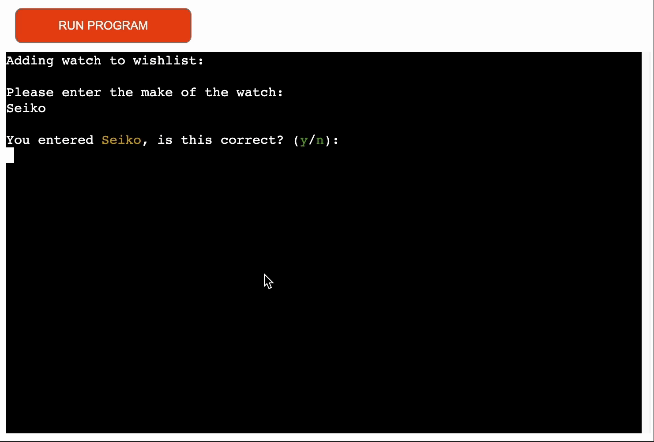 RUN PROGRAM
Adding watch to wishlist:
Please enter the make of the watch:
Seiko
You entered Seiko, is this correct? (y/n):